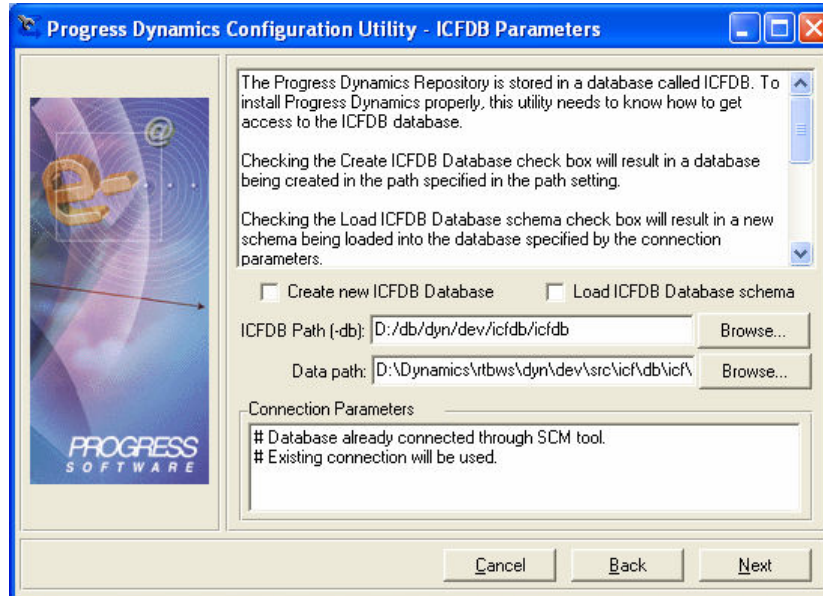 Progress Dynamics Configuration Utility - ICFDB Parameters
The Progress Dynamics Repository is stored in a database called ICFDB. To
install Progress Dynamics properly, this utility needs to know how to get
access to the ICFDB database.
Checking the Create ICFDB Database check box will result in a database
being created in the path specified in the path setting.
Checking the Load ICFDB Database schema check box will result in a new
schema being loaded into the database specified by the connection
parameters.
@
e-
PROGRESS
SOFTWARE
Create new ICFDB Database Load ICFDB Database schema
ICFDB Path (-db): D:/db/dyn/dev/icfdb/icfdb Browse...
Data path: D:\Dynamics\rtbws\dyn\dev\src\icf\db\icf\ Browse...
Connection Parameters
# Database already connected through SCM tool.
# Existing connection will be used.
Cancel Back Next